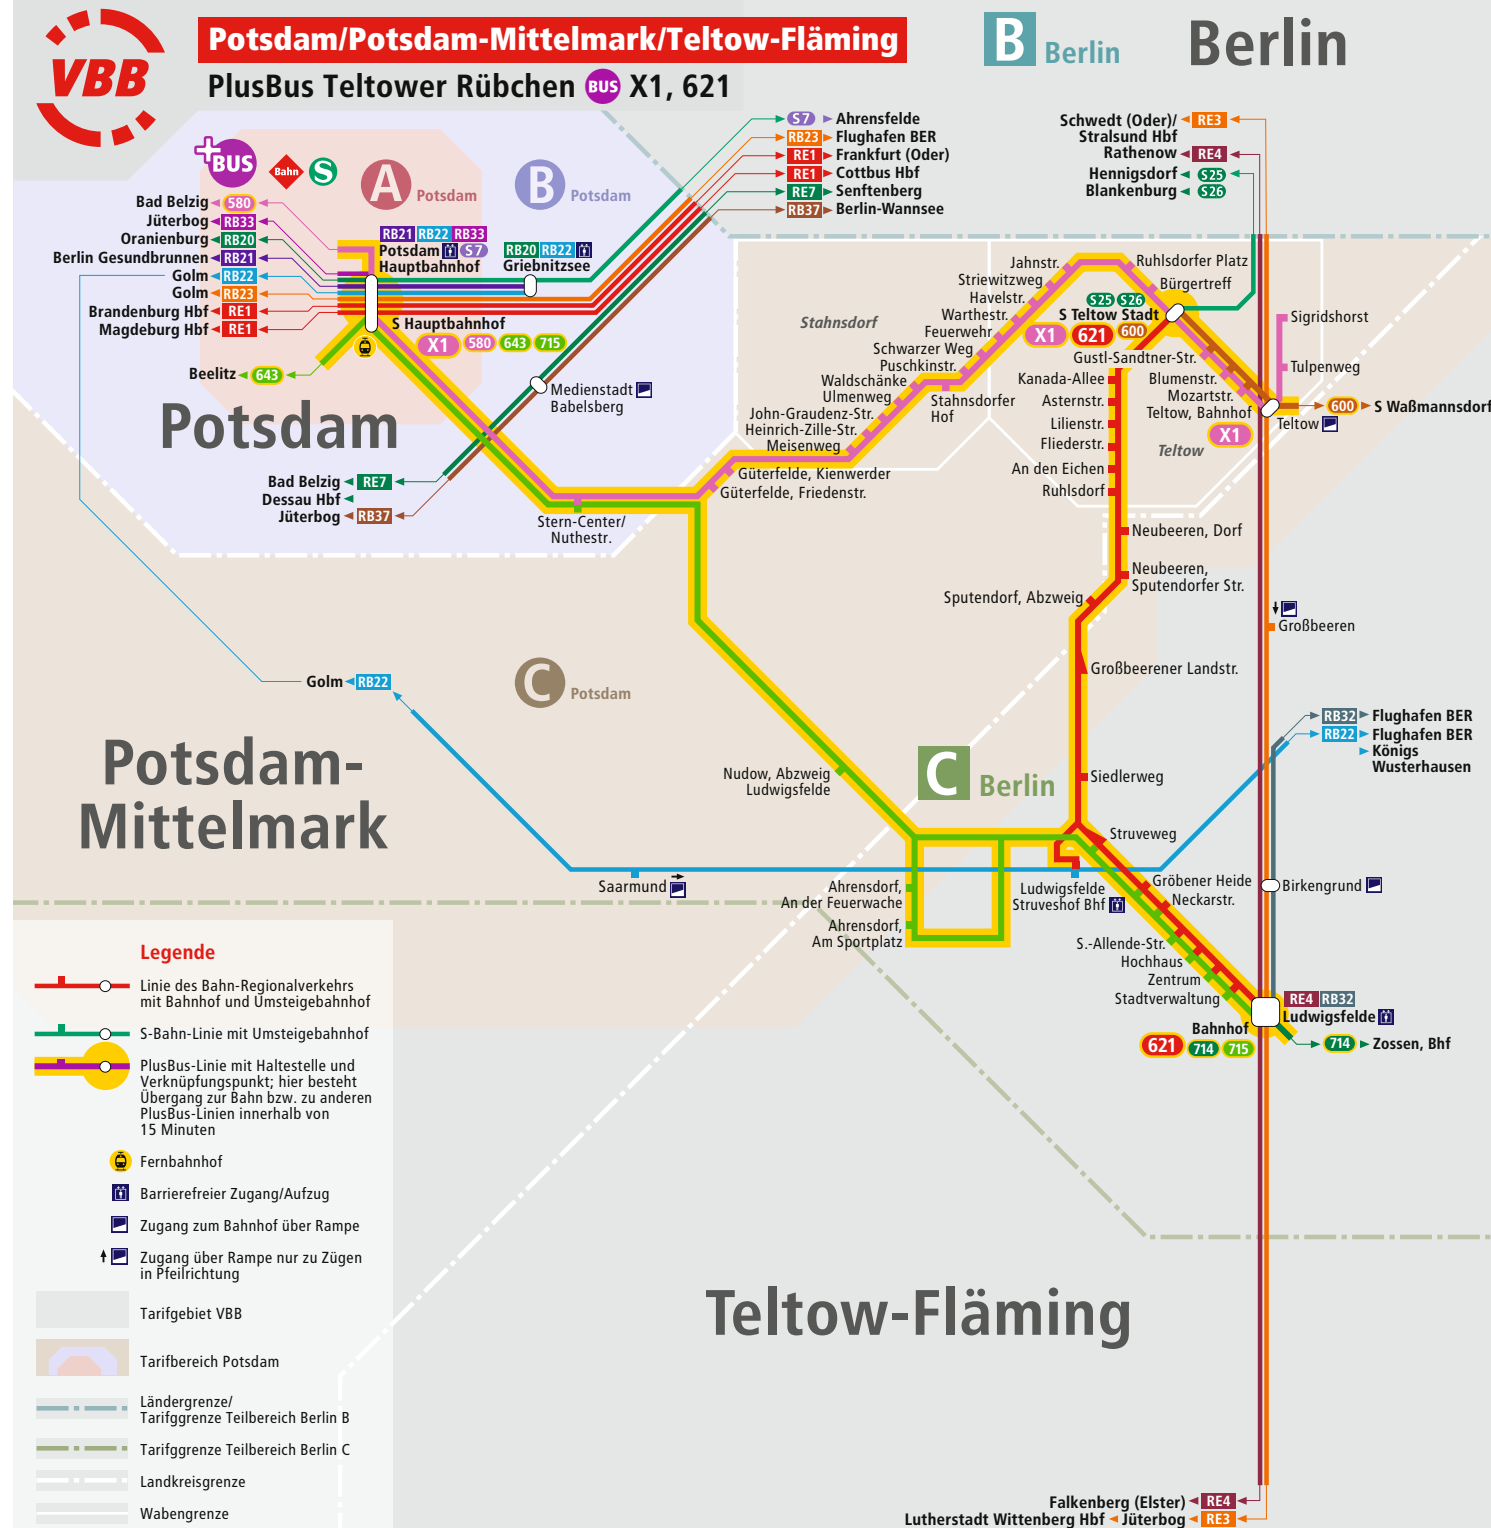 VBB
Potsdam/Potsdam-Mittelmark/Teltow-Fläming
PlusBus Teltower Rübchen BUS X1, 621
B Berlin
Berlin
+BUS
Bahn
S
A Potsdam
B Potsdam
S7 Ahrensfelde
RB23 Flughafen BER
RE1 Frankfurt (Oder)
RE1 Cottbus Hbf
RE7 Senftenberg
RB37 Berlin-Wannsee
Schwedt (Oder)/ RE3
Stralsund Hbf
Rathenow RE4
Hennigsdorf S25
Blankenburg S26
Bad Belzig 580
Jüterbog RB33
Oranienburg RB20
Berlin Gesundbrunnen RB21
Golm RB22
Golm RB23
Brandenburg Hbf RE1
Magdeburg Hbf RE1
Beelitz 643
RB21 RB22 RB33
Potsdam S7
Hauptbahnhof
RB20 RB22
Griebnitzsee
S Hauptbahnhof
X1 580 643 715
Medienstadt
Babelsberg
Potsdam
Bad Belzig RE7
Dessau Hbf
Jüterbog RB37
Stern-Center/
Nuthestr.
Stahnsdorf
Jahnstr.
Striewitzweg
Havelstr.
Warthestr.
Feuerwehr
Schwarzer Weg
Puschkinstr.
Waldschänke
Ulmenweg
John-Graudenz-Str.
Heinrich-Zille-Str.
Meisenweg
Güterfelde, Kienwerder
Güterfelde, Friedenstr.
Stahnsdorfer
Hof
Ruhlsdorfer Platz
Bürgertreff
S25 S26
S Teltow Stadt
X1 621 600
Gustl-Sandtner-Str.
Blumenstr.
Mozartstr.
Teltow, Bahnhof
X1
Teltow
Sigridshorst
Tulpenweg
600 S Waßmannsdorf
Teltow
Kanada-Allee
Asternstr.
Lilienstr.
Fliederstr.
An den Eichen
Ruhlsdorf
Neubeeren, Dorf
Neubeeren,
Sputendorfer Str.
Sputendorf, Abzweig
Großbeeren
Großbeerener Landstr.
Golm RB22
C Potsdam
Potsdam-
Mittelmark
RB32 Flughafen BER
RB22 Flughafen BER
Königs
Wusterhausen
Nudow, Abzweig
Ludwigsfelde
C Berlin
Siedlerweg
Struveweg
Saarmund
Ahrensdorf,
An der Feuerwache
Ahrensdorf,
Am Sportplatz
Ludwigsfelde
Struveshof Bhf
Gröbener Heide
Neckarstr.
Birkengrund
S.-Allende-Str.
Hochhaus
Zentrum
Stadtverwaltung
RE4 RB32
Ludwigsfelde
Bahnhof
621 714 715
714 Zossen, Bhf
Teltow-Fläming
Falkenberg (Elster) RE4
Lutherstadt Wittenberg Hbf Jüterbog RE3
Legende
Linie des Bahn-Regionalverkehrs
mit Bahnhof und Umsteigebahnhof
S-Bahn-Linie mit Umsteigebahnhof
PlusBus-Linie mit Haltestelle und
Verknüpfungspunkt; hier besteht
Übergang zur Bahn bzw. zu anderen
PlusBus-Linien innerhalb von
15 Minuten
Fernbahnhof
Barrierefreier Zugang/Aufzug
Zugang zum Bahnhof über Rampe
Zugang über Rampe nur zu Zügen
in Pfeilrichtung
Tarifgebiet VBB
Tarifbereich Potsdam
Ländergrenze/
Tarifggrenze Teilbereich Berlin B
Tarifggrenze Teilbereich Berlin C
Landkreisgrenze
Wabengrenze